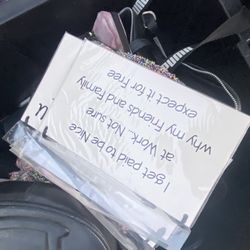 I get paid to be Nice
at Work. Not sure
why my Friends and Family
expect it for Free